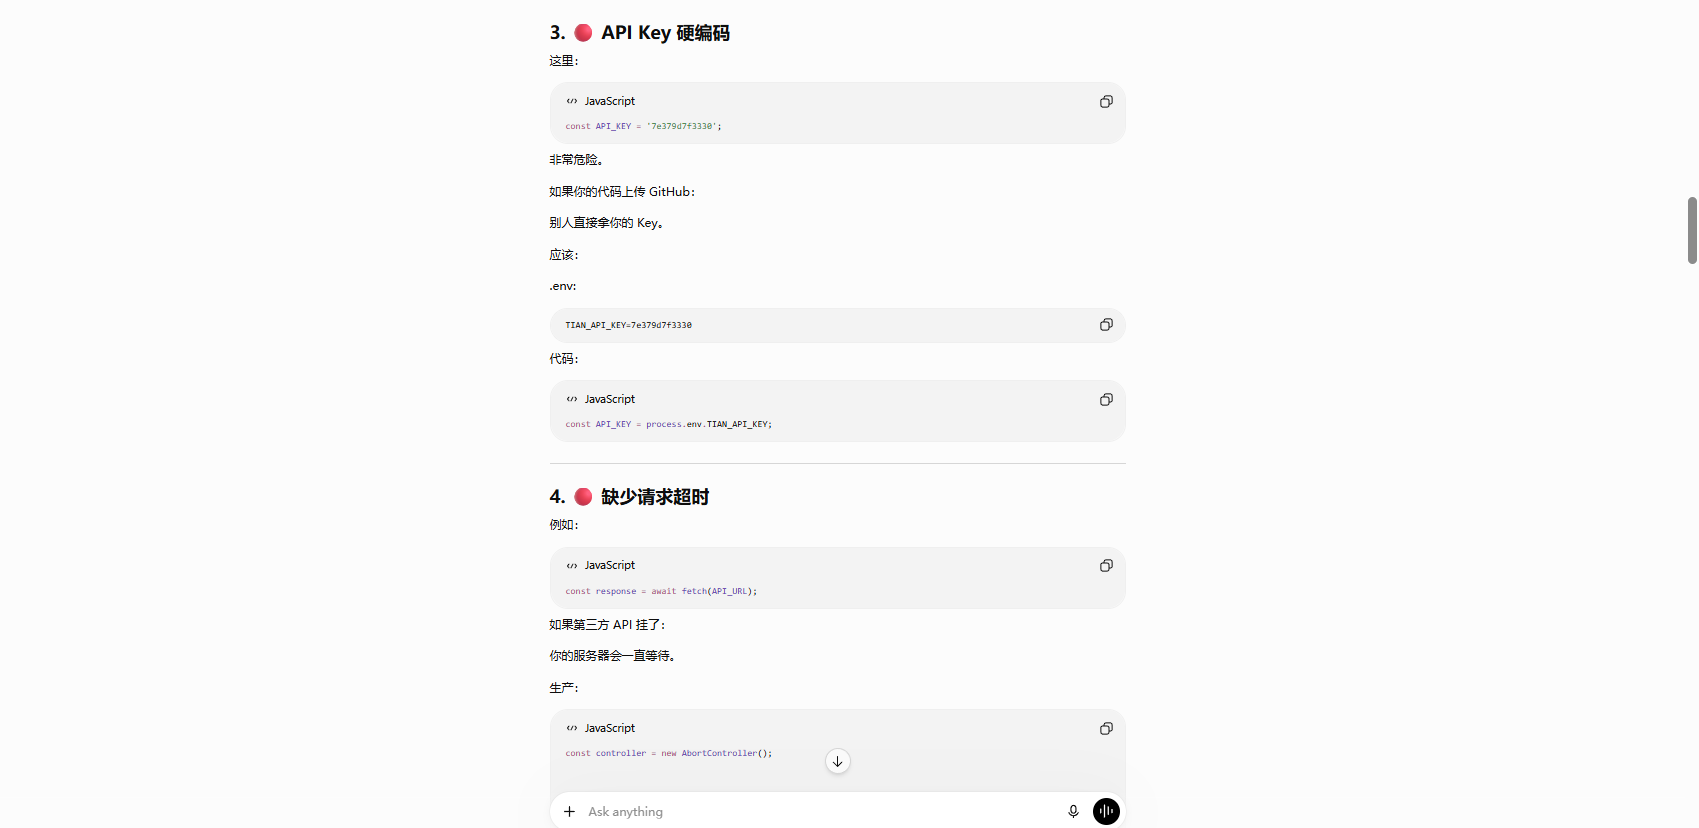 3. 🔴 API Key 硬编码
这里：
JavaScript
const API_KEY = '7e379d7f3330';
非常危险。
如果你的代码上传 GitHub：
别人直接拿你的 Key。
应该：
.env:
TIAN_API_KEY=7e379d7f3330
代码：
JavaScript
const API_KEY = process.env.TIAN_API_KEY;
4. 🔴 缺少请求超时
例如：
JavaScript
const response = await fetch(API_URL);
如果第三方 API 挂了：
你的服务器会一直等待。
生产：
JavaScript
const controller = new AbortController();
Ask anything